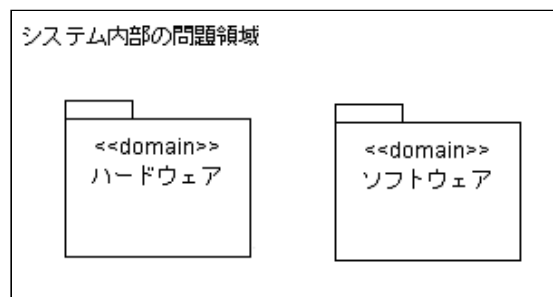 システム内部の問題領域
<<domain>>
ハードウェア
<<domain>>
ソフトウェア